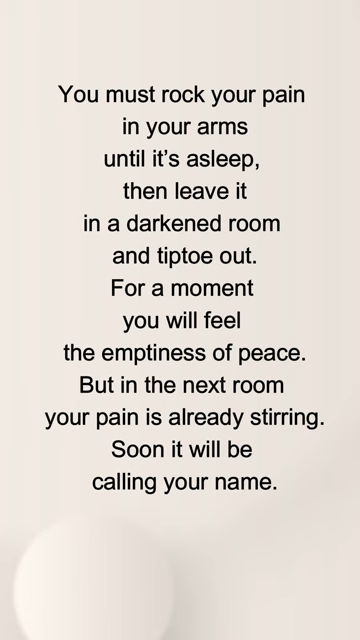 You must rock your pain
in your arms
until it’s asleep,
then leave it
in a darkened room
and tiptoe out.
For a moment
you will feel
the emptiness of peace.
But in the next room
your pain is already stirring.
Soon it will be
calling your name.